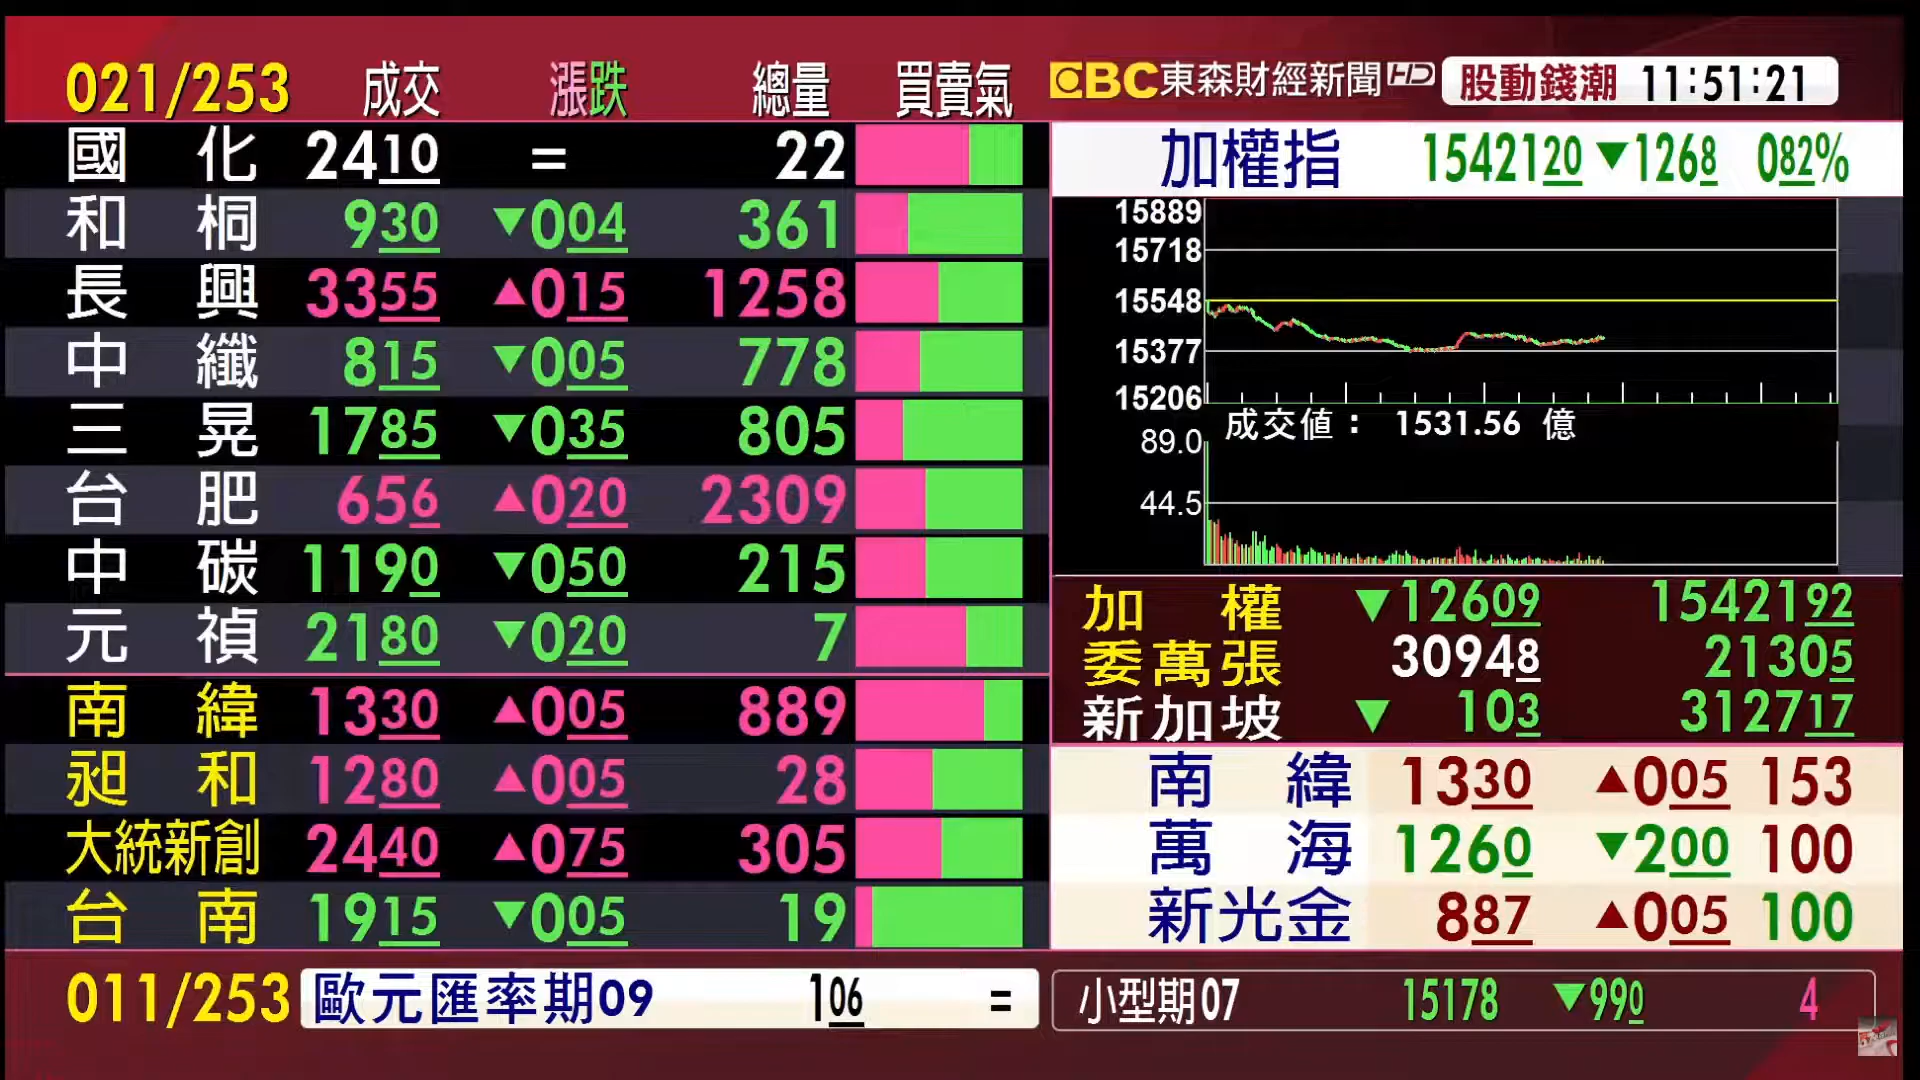 021/253 成交 漲跌 總量 買賣氣
國化 2410 = 22
和桐 930 ▼004 361
長興 3355 ▲015 1258
中纖 815 ▼005 778
三晃 1785 ▼035 805
台肥 656 ▲020 2309
中碳 1190 ▼050 215
元禎 2180 ▼020 7
南緯 1330 ▲005 889
昶和 1280 ▲005 28
大統新創 2440 ▲075 305
台南 1915 ▼005 19
011/253 歐元匯率期09 106 =
EBC東森財經新聞HD 股動錢潮 11:51:21
加權指 1542120 ▼1268 082%
15889
15718
15548
15377
15206
成交值： 1531.56 億
89.0
44.5
加權 ▼12609 1542192
委萬張 30948 21305
新加坡 ▼ 103 312717
南緯 1330 ▲005 153
萬海 1260 ▼200 100
新光金 887 ▲005 100
小型期07 15178 ▼990 4